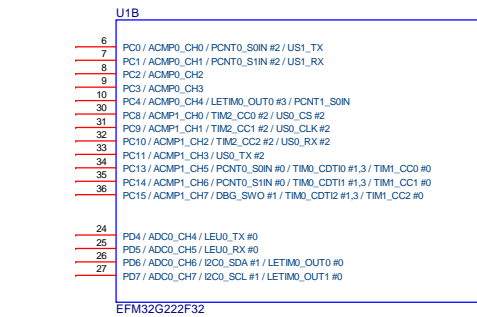 U1B
6 PC0 / ACMP0_CH0 / PCNT0_S0IN #2 / US1_TX
7 PC1 / ACMP0_CH1 / PCNT0_S1IN #2 / US1_RX
8 PC2 / ACMP0_CH2
9 PC3 / ACMP0_CH3
10 PC4 / ACMP0_CH4 / LETIM0_OUT0 #3 / PCNT1_S0IN
30 PC8 / ACMP1_CH0 / TIM2_CC0 #2 / US0_CS #2
31 PC9 / ACMP1_CH1 / TIM2_CC1 #2 / US0_CLK #2
32 PC10 / ACMP1_CH2 / TIM2_CC2 #2 / US0_RX #2
33 PC11 / ACMP1_CH3 / US0_TX #2
34 PC13 / ACMP1_CH5 / PCNT0_S0IN #0 / TIM0_CDTI0 #1,3 / TIM1_CC0 #0
35 PC14 / ACMP1_CH6 / PCNT0_S1IN #0 / TIM0_CDTI1 #1,3 / TIM1_CC1 #0
36 PC15 / ACMP1_CH7 / DBG_SWO #1 / TIM0_CDTI2 #1,3 / TIM1_CC2 #0
24 PD4 / ADC0_CH4 / LEU0_TX #0
25 PD5 / ADC0_CH5 / LEU0_RX #0
26 PD6 / ADC0_CH6 / I2C0_SDA #1 / LETIM0_OUT0 #0
27 PD7 / ADC0_CH7 / I2C0_SCL #1 / LETIM0_OUT1 #0
EFM32G222F32